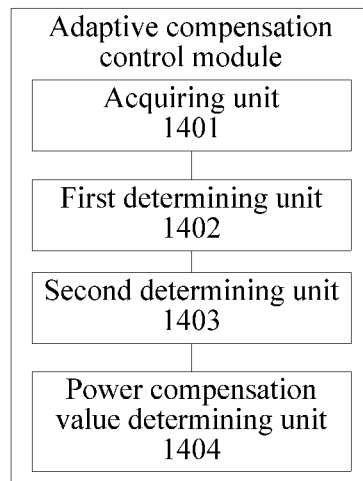 Adaptive compensation
control module
Acquiring unit
1401
First determining unit
1402
Second determining unit
1403
Power compensation
value determining unit
1404